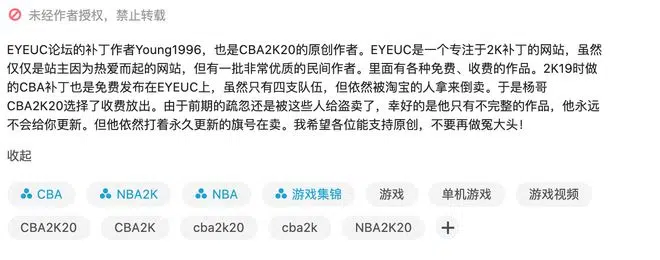 未经作者授权，禁止转载
EYEUC论坛的补丁作者Young1996，也是CBA2K20的原创作者。EYEUC是一个专注于2K补丁的网站，虽然
仅仅是站主因为热爱而起的网站，但有一批非常优质的民间作者。里面有各种免费、收费的作品。2K19时做
的CBA补丁也是免费发布在EYEUC上，虽然只有四支队伍，但依然被淘宝的人拿来倒卖。于是杨哥
CBA2K20选择了收费放出。由于前期的疏忽还是被这些人给盗卖了，幸好的是他只有不完整的作品，他永远
不会给你更新。但他依然打着永久更新的旗号在卖。我希望各位能支持原创，不要再做冤大头！
收起
CBA NBA2K NBA 游戏集锦 游戏 单机游戏 游戏视频
CBA2K20 CBA2K cba2k20 cba2k NBA2K20